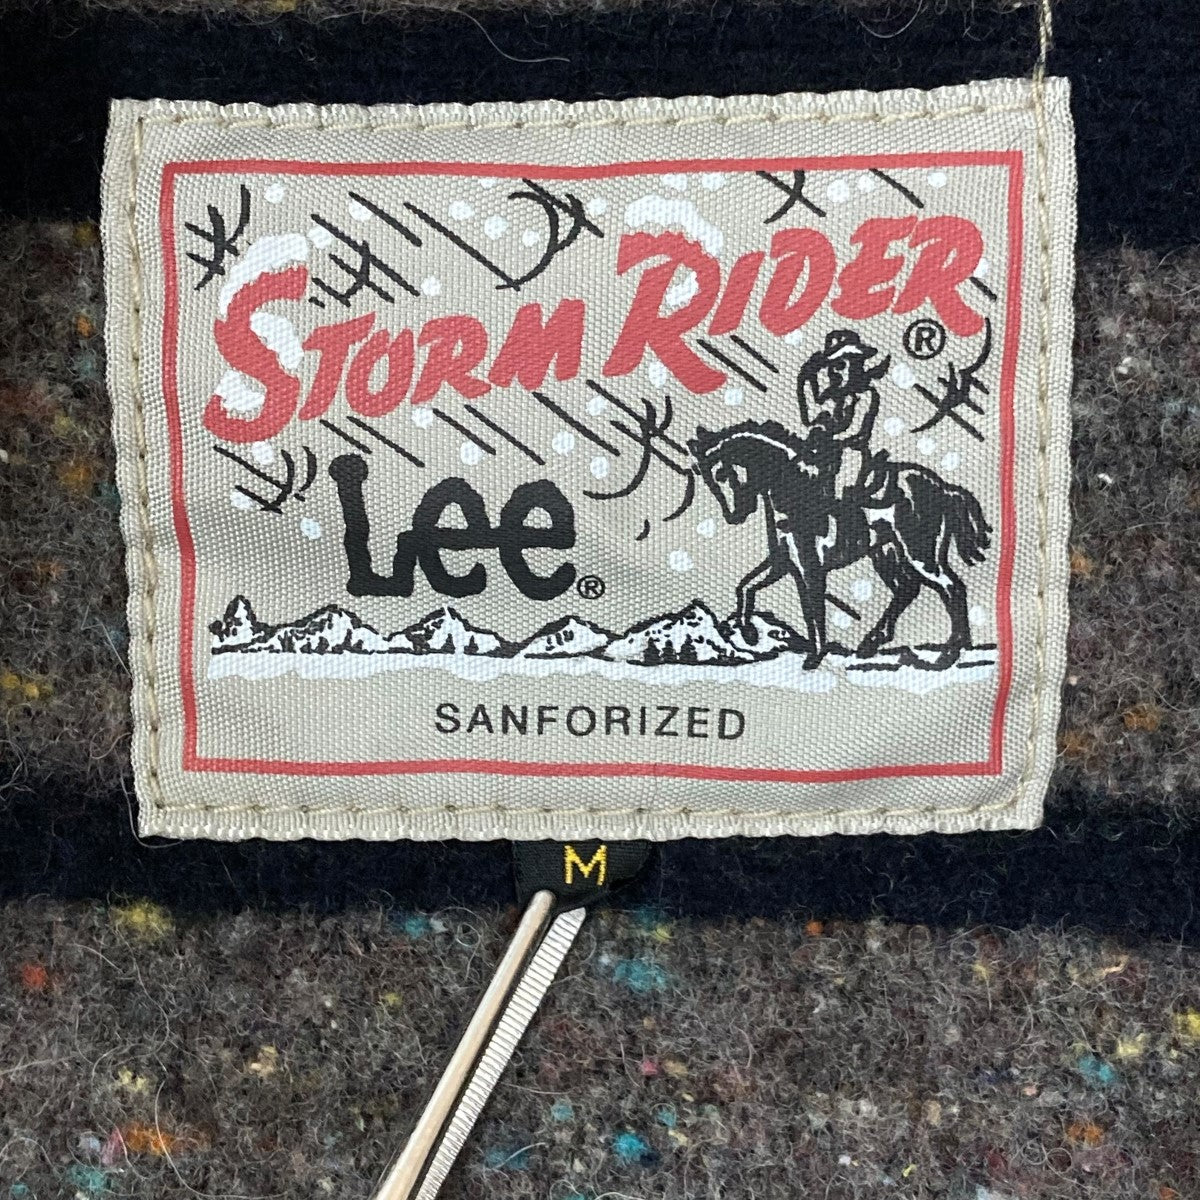 STORM RIDER®
Lee®
SANFORIZED
M